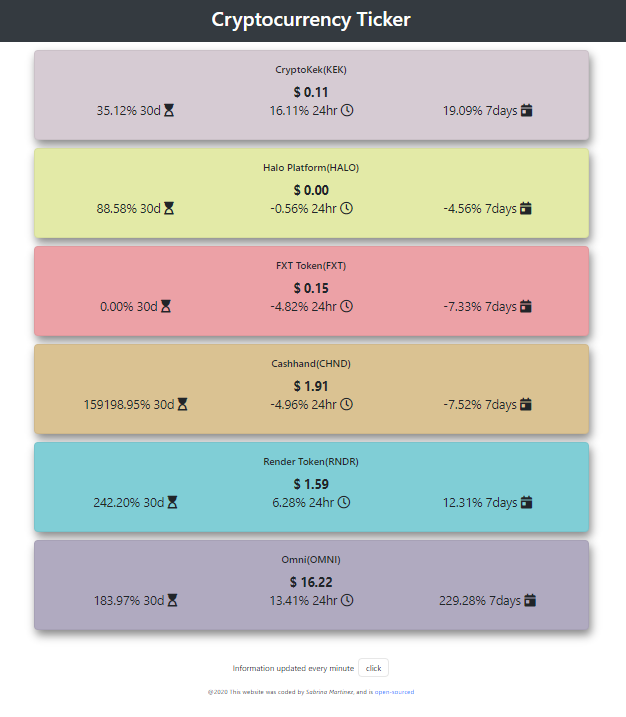 Cryptocurrency Ticker
CryptoKek(KEK)
$ 0.11
35.12% 30d 16.11% 24hr 19.09% 7days
Halo Platform(HALO)
$ 0.00
88.58% 30d -0.56% 24hr -4.56% 7days
FXT Token(FXT)
$ 0.15
0.00% 30d -4.82% 24hr -7.33% 7days
Cashhand(CHND)
$ 1.91
159198.95% 30d -4.96% 24hr -7.52% 7days
Render Token(RNDR)
$ 1.59
242.20% 30d 6.28% 24hr 12.31% 7days
Omni(OMNI)
$ 16.22
183.97% 30d 13.41% 24hr 229.28% 7days
Information updated every minute click
@2020 This website was coded by Sabrina Martinez, and is open-sourced